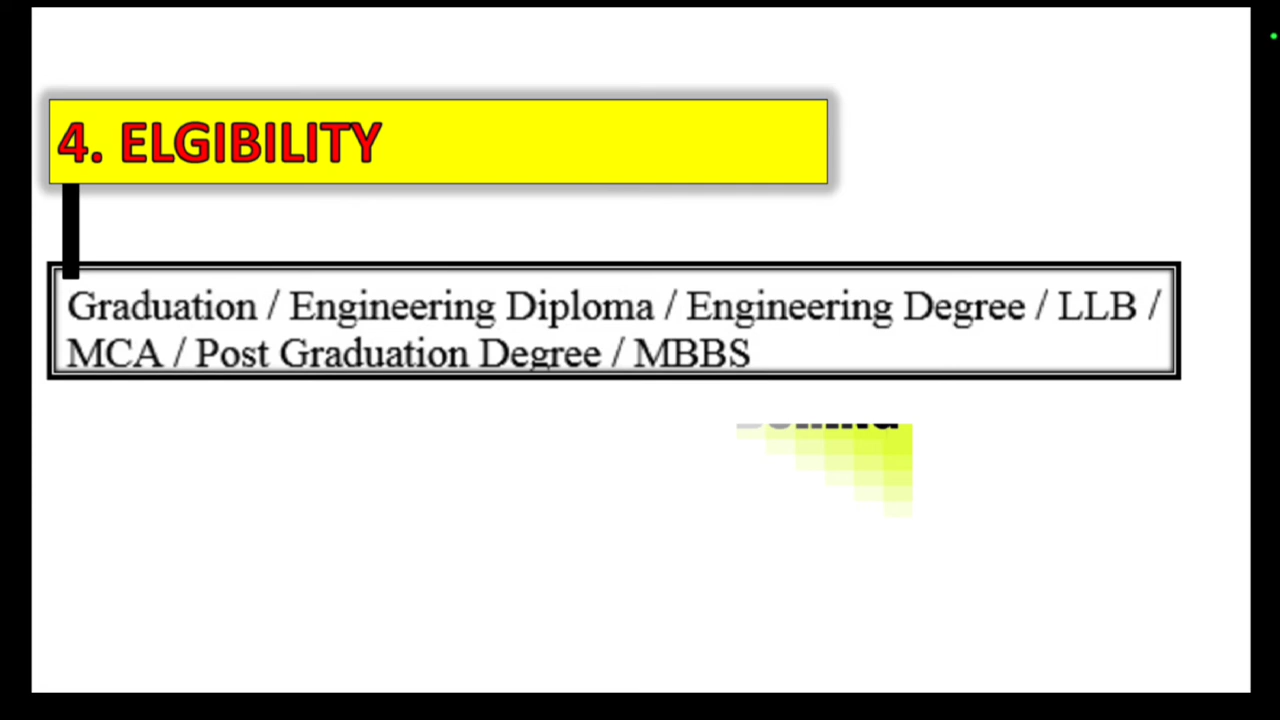 4. ELGIBILITY
Graduation / Engineering Diploma / Engineering Degree / LLB /
MCA / Post Graduation Degree / MBBS